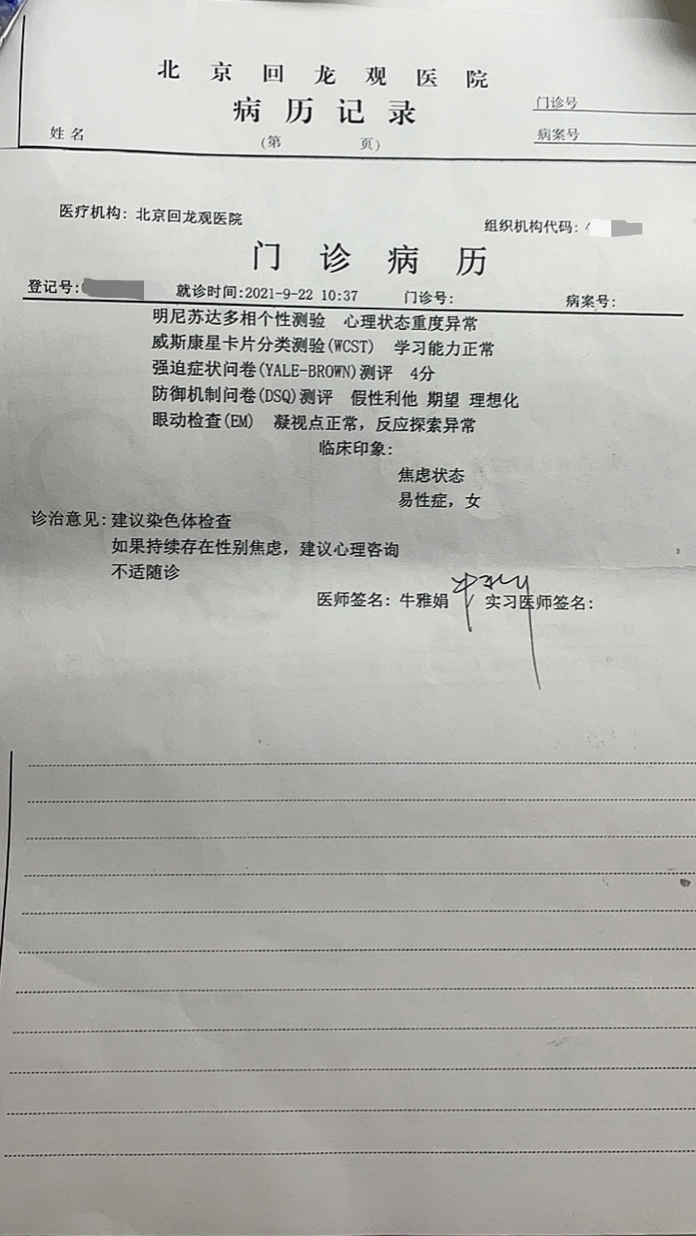 北京回龙观医院
病历记录
门诊号
姓名
(第 页)
病案号
医疗机构: 北京回龙观医院
组织机构代码:
门诊病历
登记号: 就诊时间:2021-9-22 10:37 门诊号: 病案号:
明尼苏达多相个性测验 心理状态重度异常
威斯康星卡片分类测验(WCST) 学习能力正常
强迫症状问卷(YALE-BROWN)测评 4分
防御机制问卷(DSQ)测评 假性利他 期望 理想化
眼动检查(EM) 凝视点正常, 反应探索异常
临床印象:
焦虑状态
易性症, 女
诊治意见: 建议染色体检查
如果持续存在性别焦虑, 建议心理咨询
不适随诊
医师签名: 牛雅娟 实习医师签名: